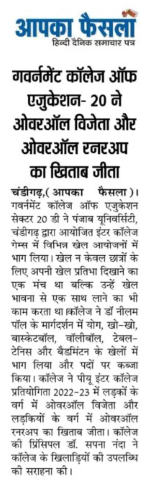 आपका फैसला
हिन्दी दैनिक समाचार पत्र
गवर्नमेंट कॉलेज ऑफ
एजुकेशन- 20 ने
ओवरऑल विजेता और
ओवरऑल रनरअप
का खिताब जीता
चंडीगढ़,(आपका फैसला)।
गवर्नमेंट कॉलेज ऑफ एजुकेशन
सेक्टर 20 डी ने पंजाब यूनिवर्सिटी,
चंडीगढ़ द्वारा आयोजित इंटर कॉलेज
गेम्स में विभिन्न खेल आयोजनों में
भाग लिया। खेल न केवल छात्रों के
लिए अपनी खेल प्रतिभा दिखाने का
एक मंच था बल्कि उन्हें खेल
भावना से एक साथ लाने का भी
काम करता था।कॉलेज ने डॉ नीलम
पॉल के मार्गदर्शन में योग, खो-खो,
बास्केटबॉल, वॉलीबॉल, टेबल-
टेनिस और बैडमिंटन के खेलों में
भाग लिया और पदों पर कब्जा
किया। कॉलेज ने पीयू इंटर कॉलेज
प्रतियोगिता 2022-23 में लड़कों के
वर्ग में ओवरऑल विजेता और
लड़कियों के वर्ग में ओवरऑल
रनरअप का खिताब जीता। कॉलेज
की प्रिंसिपल डॉ. सपना नंदा ने
कॉलेज के खिलाड़ियों की उपलब्धि
की सराहना की।